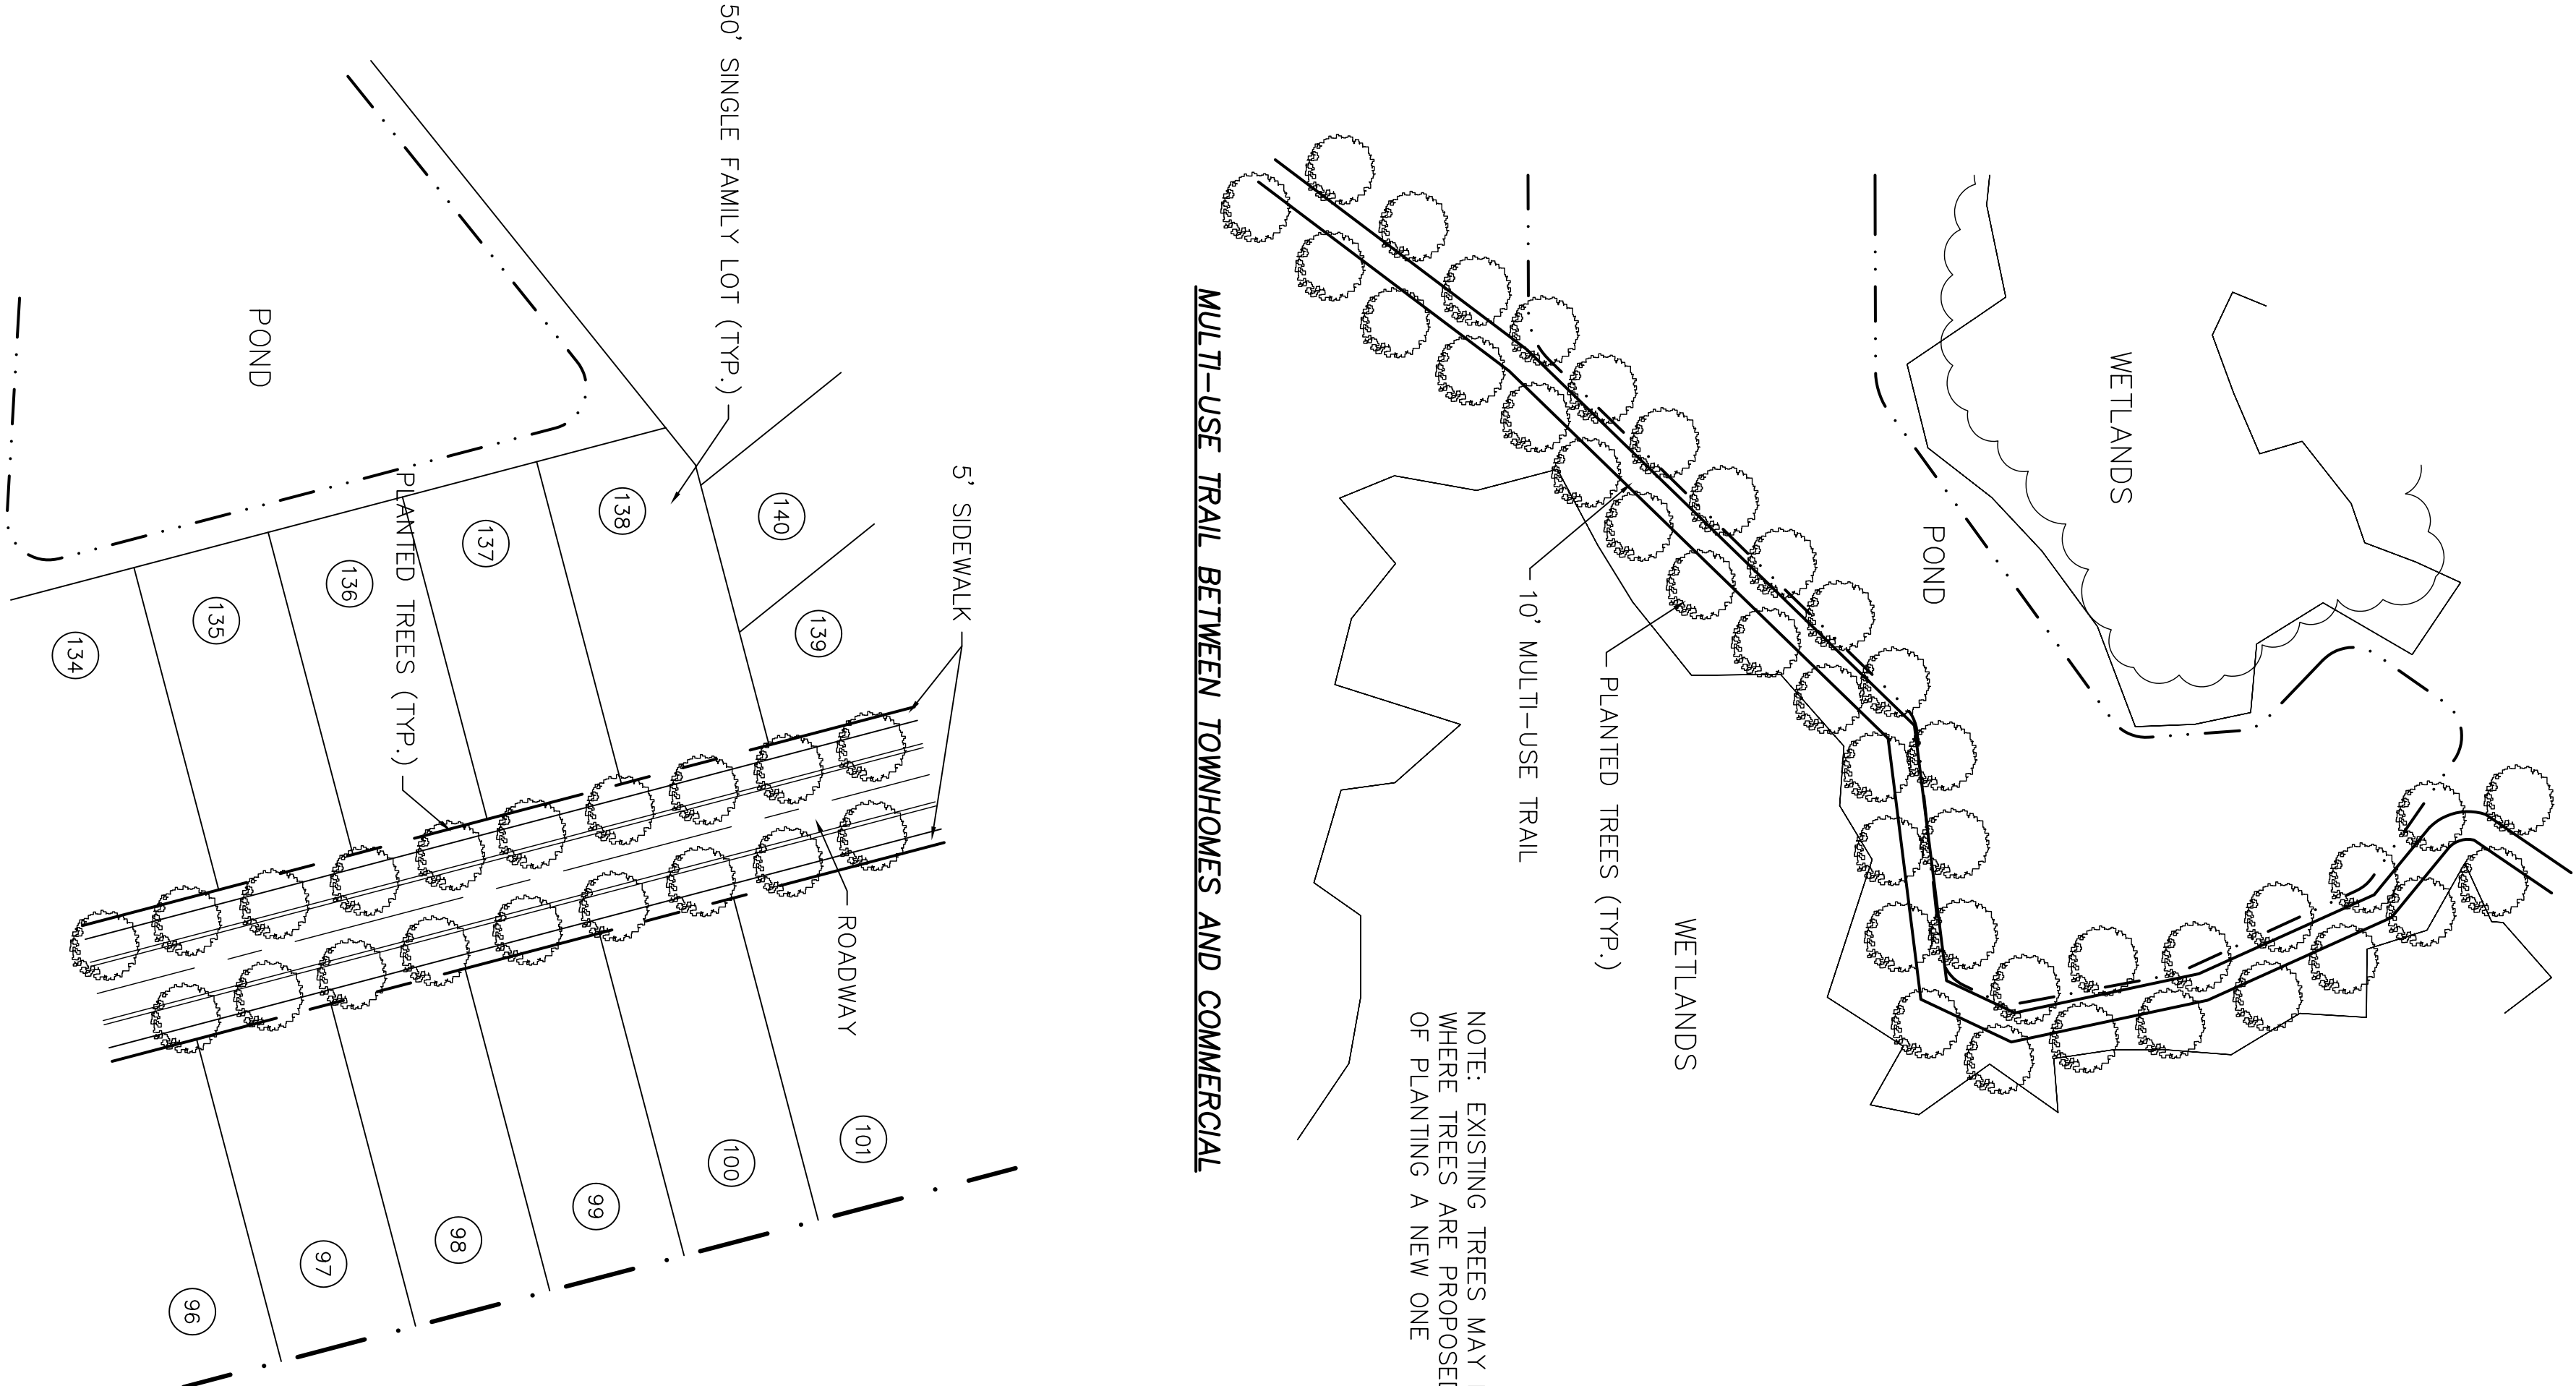 WETLANDS
POND
PLANTED TREES (TYP.)
10' MULTI-USE TRAIL
WETLANDS
NOTE: EXISTING TREES MAY
WHERE TREES ARE PROPOSED
OF PLANTING A NEW ONE
MULTI-USE TRAIL BETWEEN TOWNHOMES AND COMMERCIAL
5' SIDEWALK
ROADWAY
50' SINGLE FAMILY LOT (TYP.)
PLANTED TREES (TYP.)
POND
140
139
138
137
136
135
134
101
100
99
98
97
96